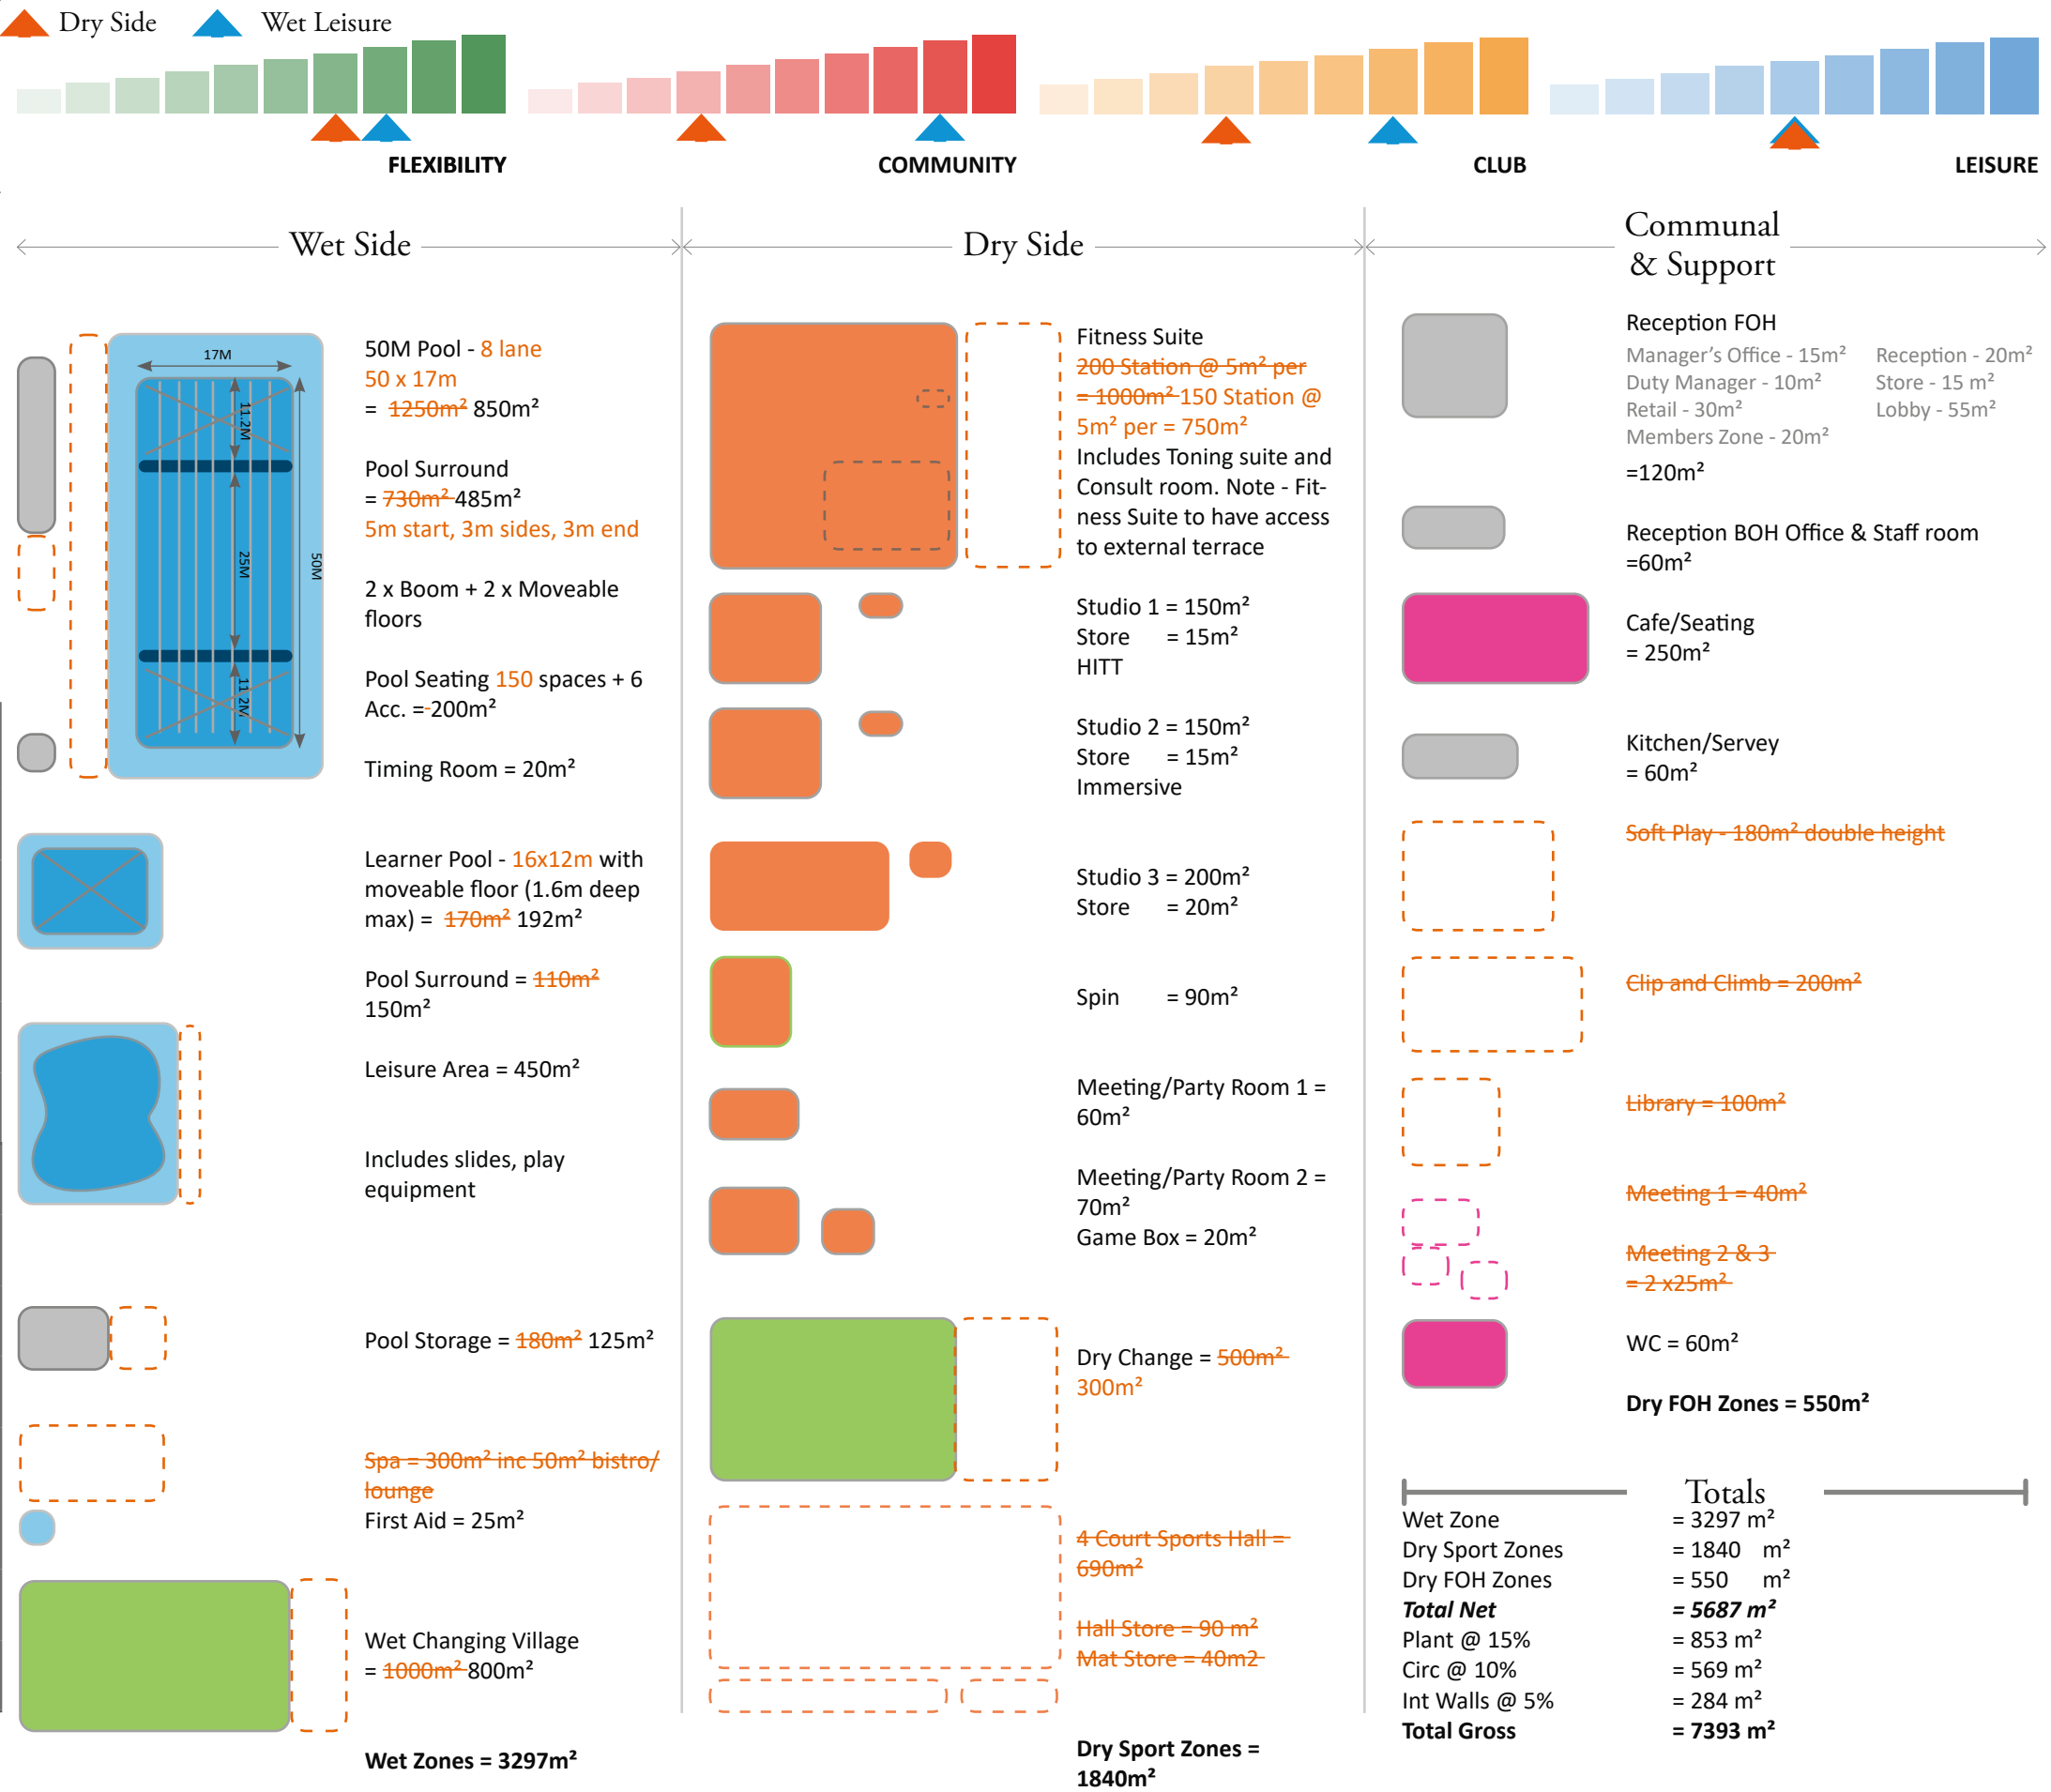 Dry Side
Wet Leisure
FLEXIBILITY
COMMUNITY
CLUB
LEISURE
Wet Side
17M
11.2M
25M
50M
11.2M
50M Pool - 8 lane
50 x 17m
= 1250m² 850m²
Pool Surround
= 730m² 485m²
5m start, 3m sides, 3m end
2 x Boom + 2 x Moveable
floors
Pool Seating 150 spaces + 6
Acc. =-200m²
Timing Room = 20m²
Learner Pool - 16x12m with
moveable floor (1.6m deep
max) = 170m² 192m²
Pool Surround = 110m²
150m²
Leisure Area = 450m²
Includes slides, play
equipment
Pool Storage = 180m² 125m²
Spa = 300m² inc 50m² bistro/
lounge
First Aid = 25m²
Wet Changing Village
= 1000m² 800m²
Wet Zones = 3297m²
Dry Side
Fitness Suite
200 Station @ 5m² per
= 1000m² 150 Station @
5m² per = 750m²
Includes Toning suite and
Consult room. Note - Fit-
ness Suite to have access
to external terrace
Studio 1 = 150m²
Store = 15m²
HITT
Studio 2 = 150m²
Store = 15m²
Immersive
Studio 3 = 200m²
Store = 20m²
Spin = 90m²
Meeting/Party Room 1 =
60m²
Meeting/Party Room 2 =
70m²
Game Box = 20m²
Dry Change = 500m²
300m²
4 Court Sports Hall =
690m²
Hall Store = 90 m²
Mat Store = 40m2
Dry Sport Zones =
1840m²
Communal
& Support
Reception FOH
Manager’s Office - 15m² Reception - 20m²
Duty Manager - 10m² Store - 15 m²
Retail - 30m² Lobby - 55m²
Members Zone - 20m²
=120m²
Reception BOH Office & Staff room
=60m²
Cafe/Seating
= 250m²
Kitchen/Servey
= 60m²
Soft Play - 180m² double height
Clip and Climb = 200m²
Library = 100m²
Meeting 1 = 40m²
Meeting 2 & 3
= 2 x25m²
WC = 60m²
Dry FOH Zones = 550m²
Totals
Wet Zone = 3297 m²
Dry Sport Zones = 1840 m²
Dry FOH Zones = 550 m²
Total Net = 5687 m²
Plant @ 15% = 853 m²
Circ @ 10% = 569 m²
Int Walls @ 5% = 284 m²
Total Gross = 7393 m²